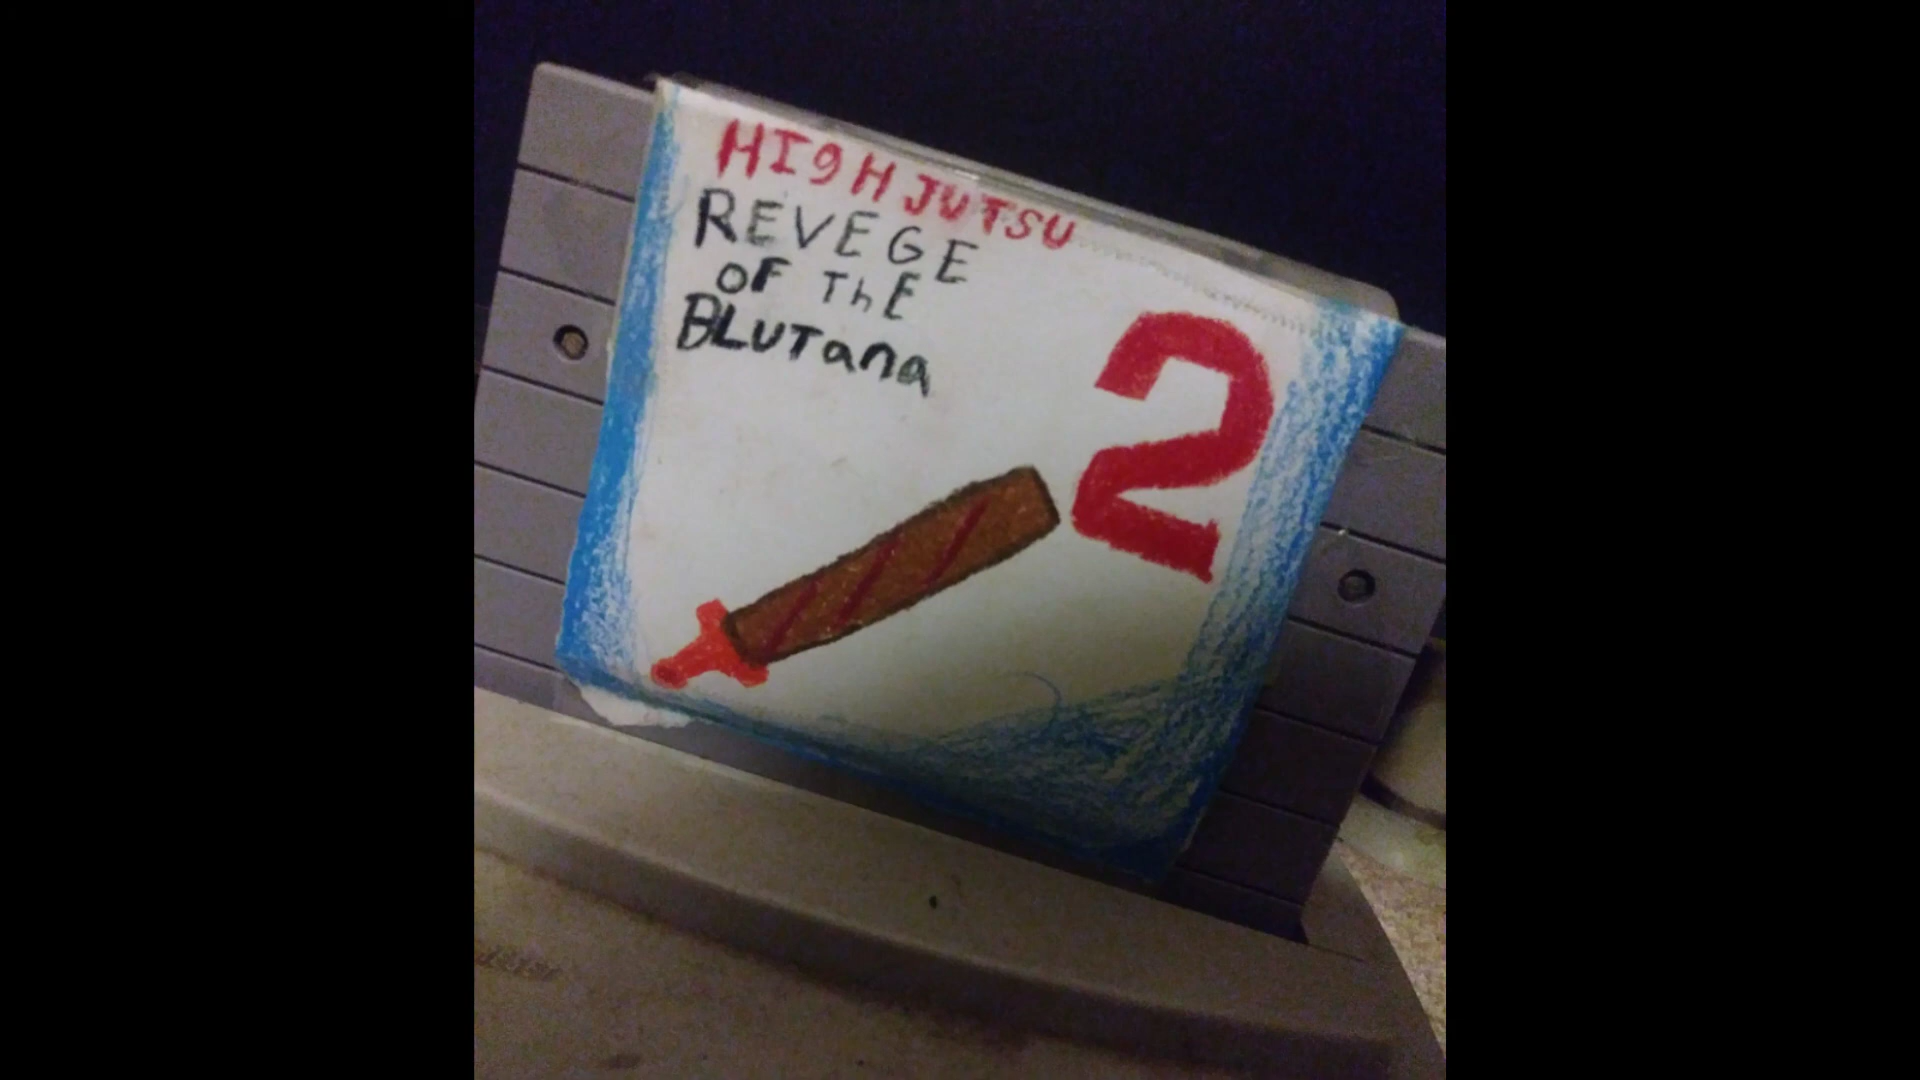 HIgH JUTSU
REVEGE
OF ThE
BLUTana
2